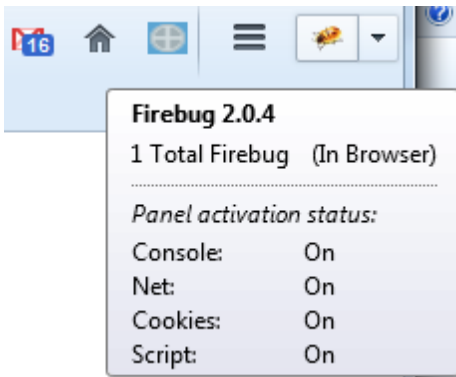 16
?
Firebug 2.0.4
1 Total Firebug (In Browser)
Panel activation status:
Console: On
Net: On
Cookies: On
Script: On